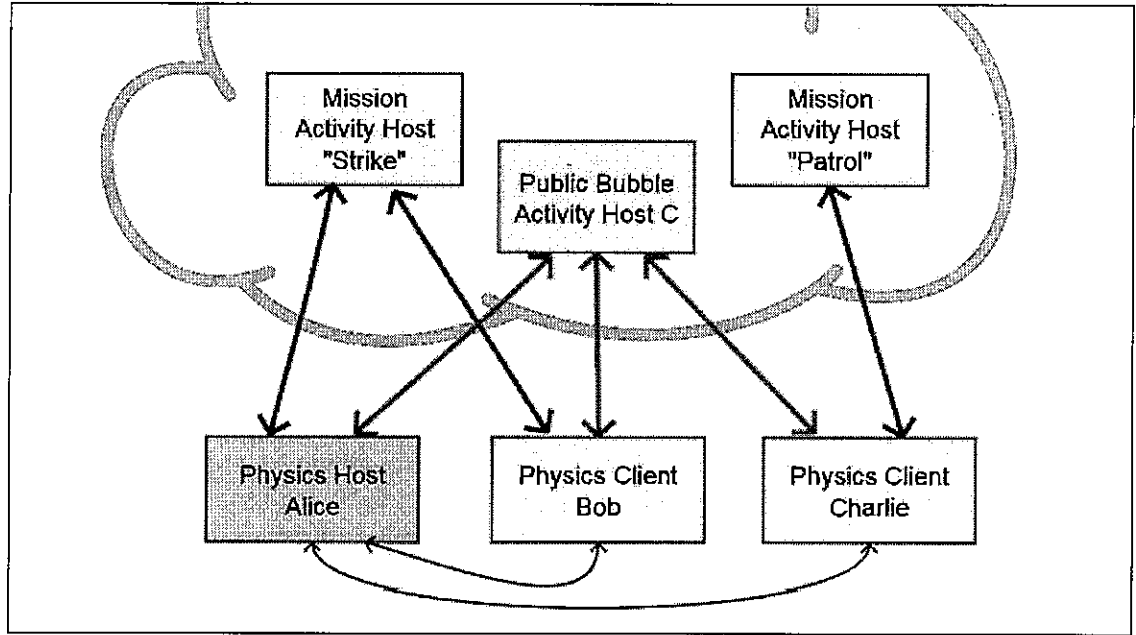 Mission
Activity Host
"Strike"
Mission
Activity Host
"Patrol"
Public Bubble
Activity Host C
Physics Host
Alice
Physics Client
Bob
Physics Client
Charlie